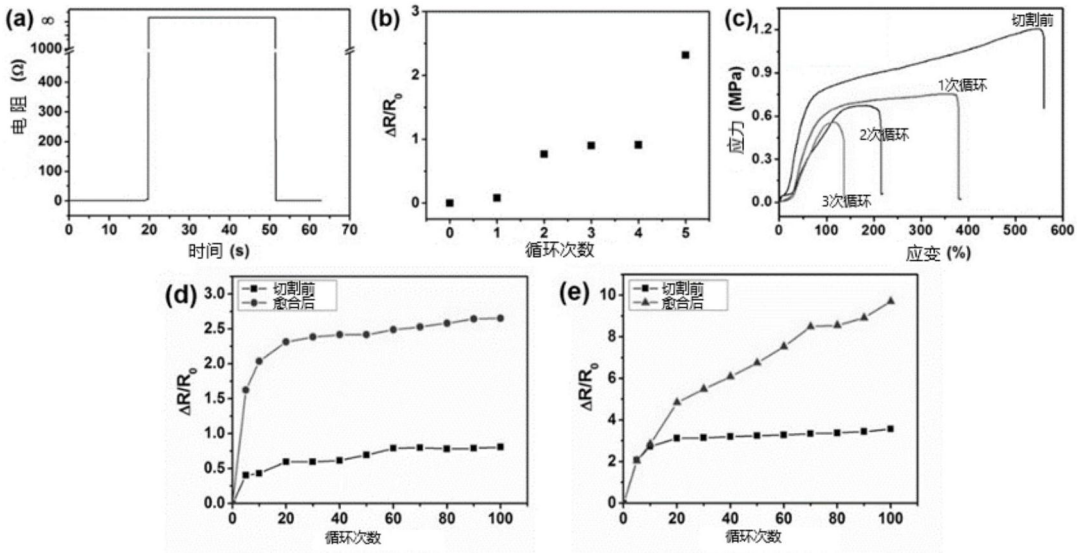 (a)
∞
1000
400
300
200
100
0
电阻 (Ω)
0 10 20 30 40 50 60 70
时间 (s)
(b)
3
2
1
0
ΔR/R0
0 1 2 3 4 5
循环次数
(c)
1.2
0.9
0.6
0.3
0.0
应力 (MPa)
切割前
1次循环
2次循环
3次循环
0 100 200 300 400 500 600
应变 (%)
(d)
切割前
愈合后
3.0
2.5
2.0
1.5
1.0
0.5
0.0
ΔR/R0
0 20 40 60 80 100
循环次数
(e)
切割前
愈合后
10
8
6
4
2
0
ΔR/R0
0 20 40 60 80 100
循环次数